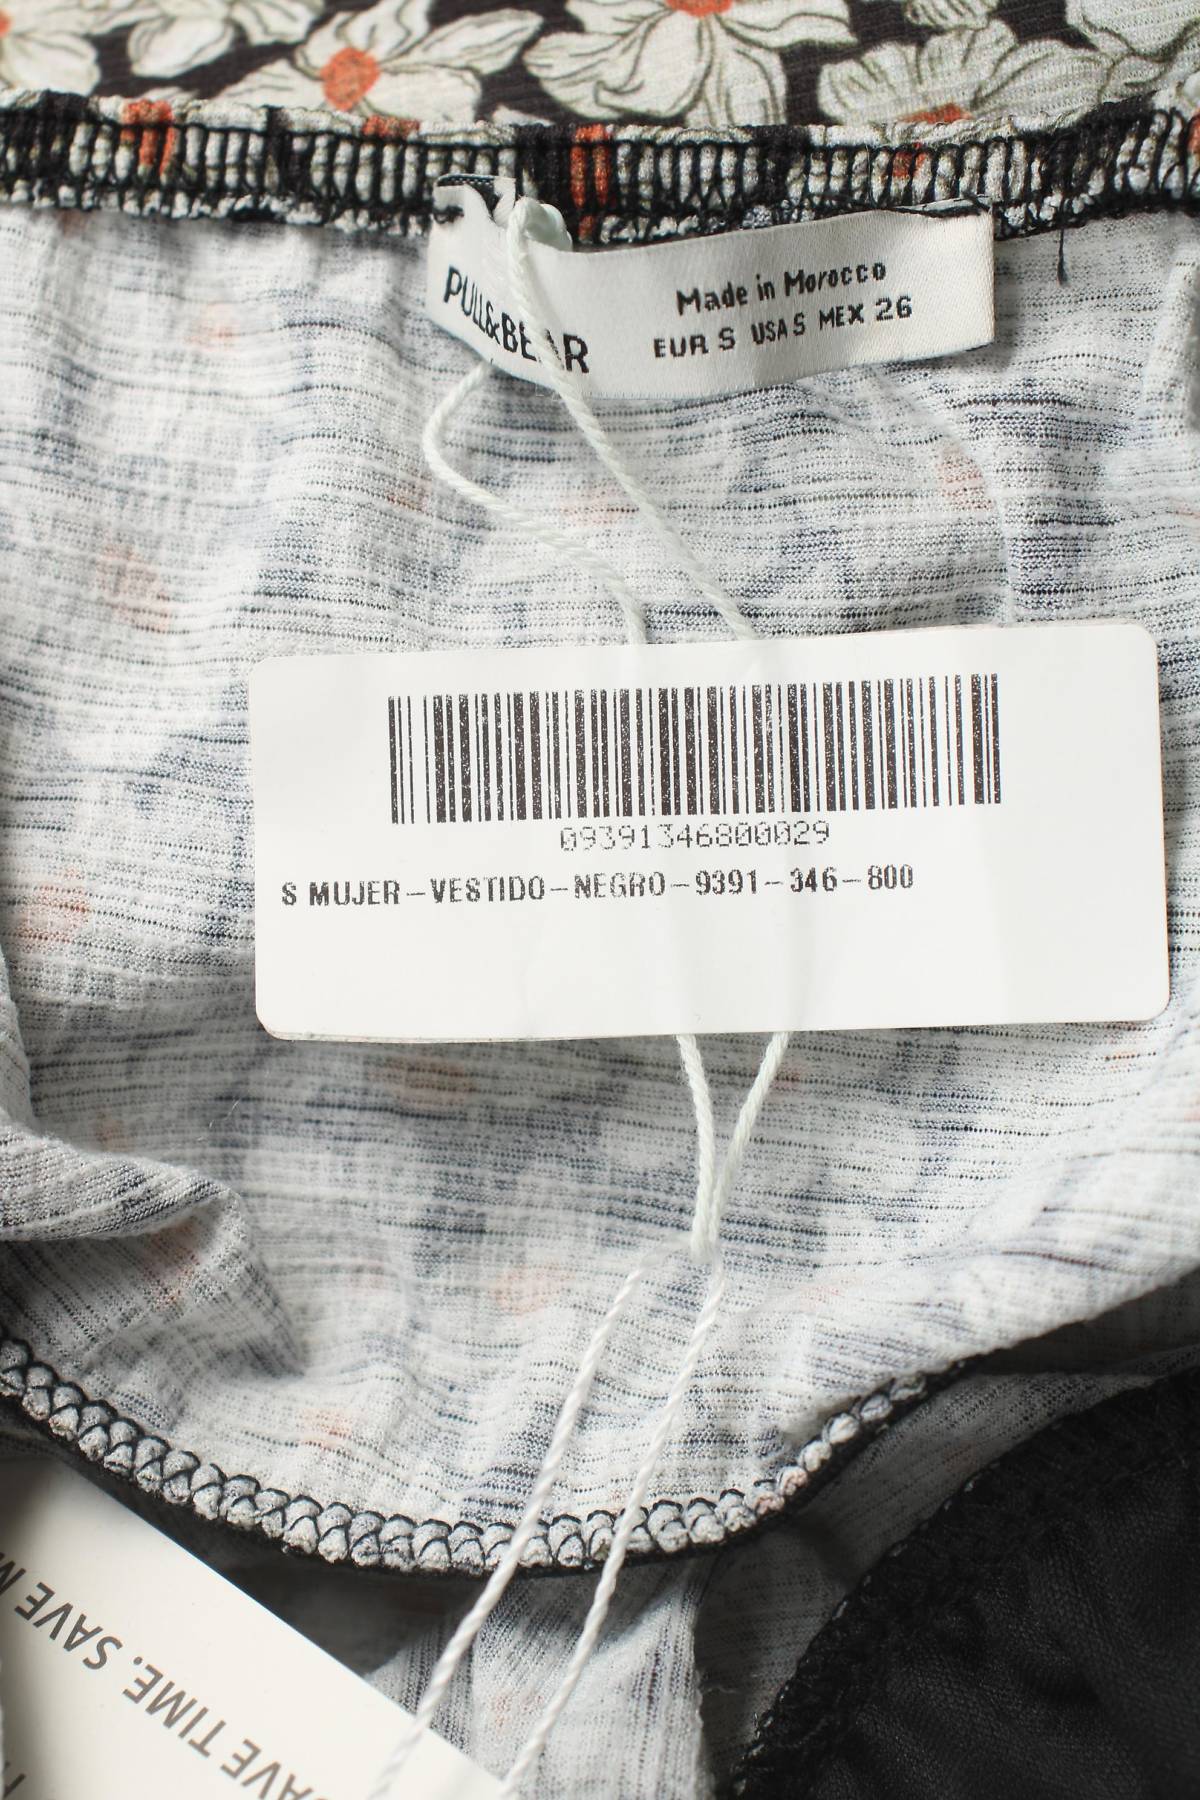 PULL&BEAR
Made in Morocco
EUR S USA S MEX 26
09391346800029
S MUJER-VESTIDO-NEGRO-9391-346-800
SAVE TIME. SAVE